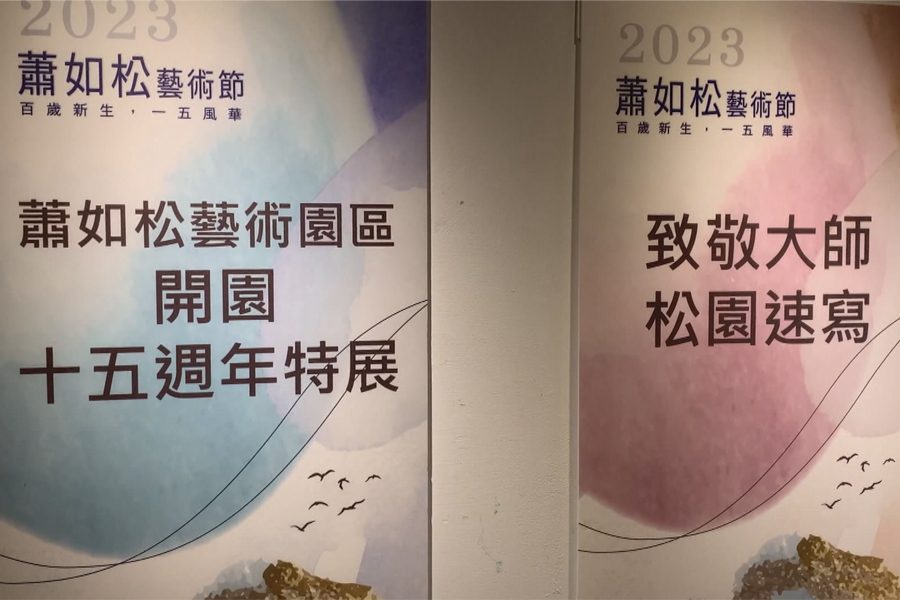 2023
蕭如松藝術節
百歲新生，一五風華
蕭如松藝術園區
開園
十五週年特展
2023
蕭如松藝術節
百歲新生，一五風華
致敬大師
松園速寫